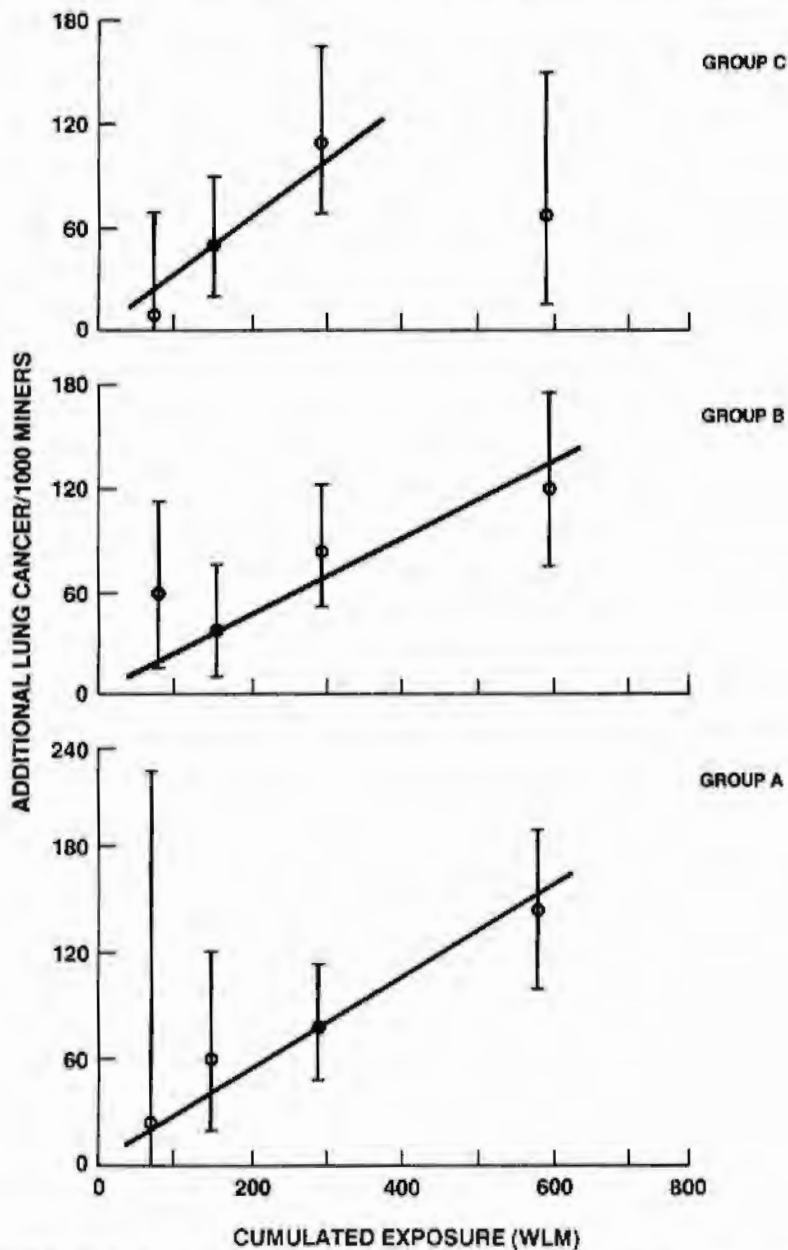 180
120
60
0
GROUP C
180
120
60
0
GROUP B
240
180
120
60
0
GROUP A
0 200 400 600 800
ADDITIONAL LUNG CANCER/1000 MINERS
CUMULATED EXPOSURE (WLM)